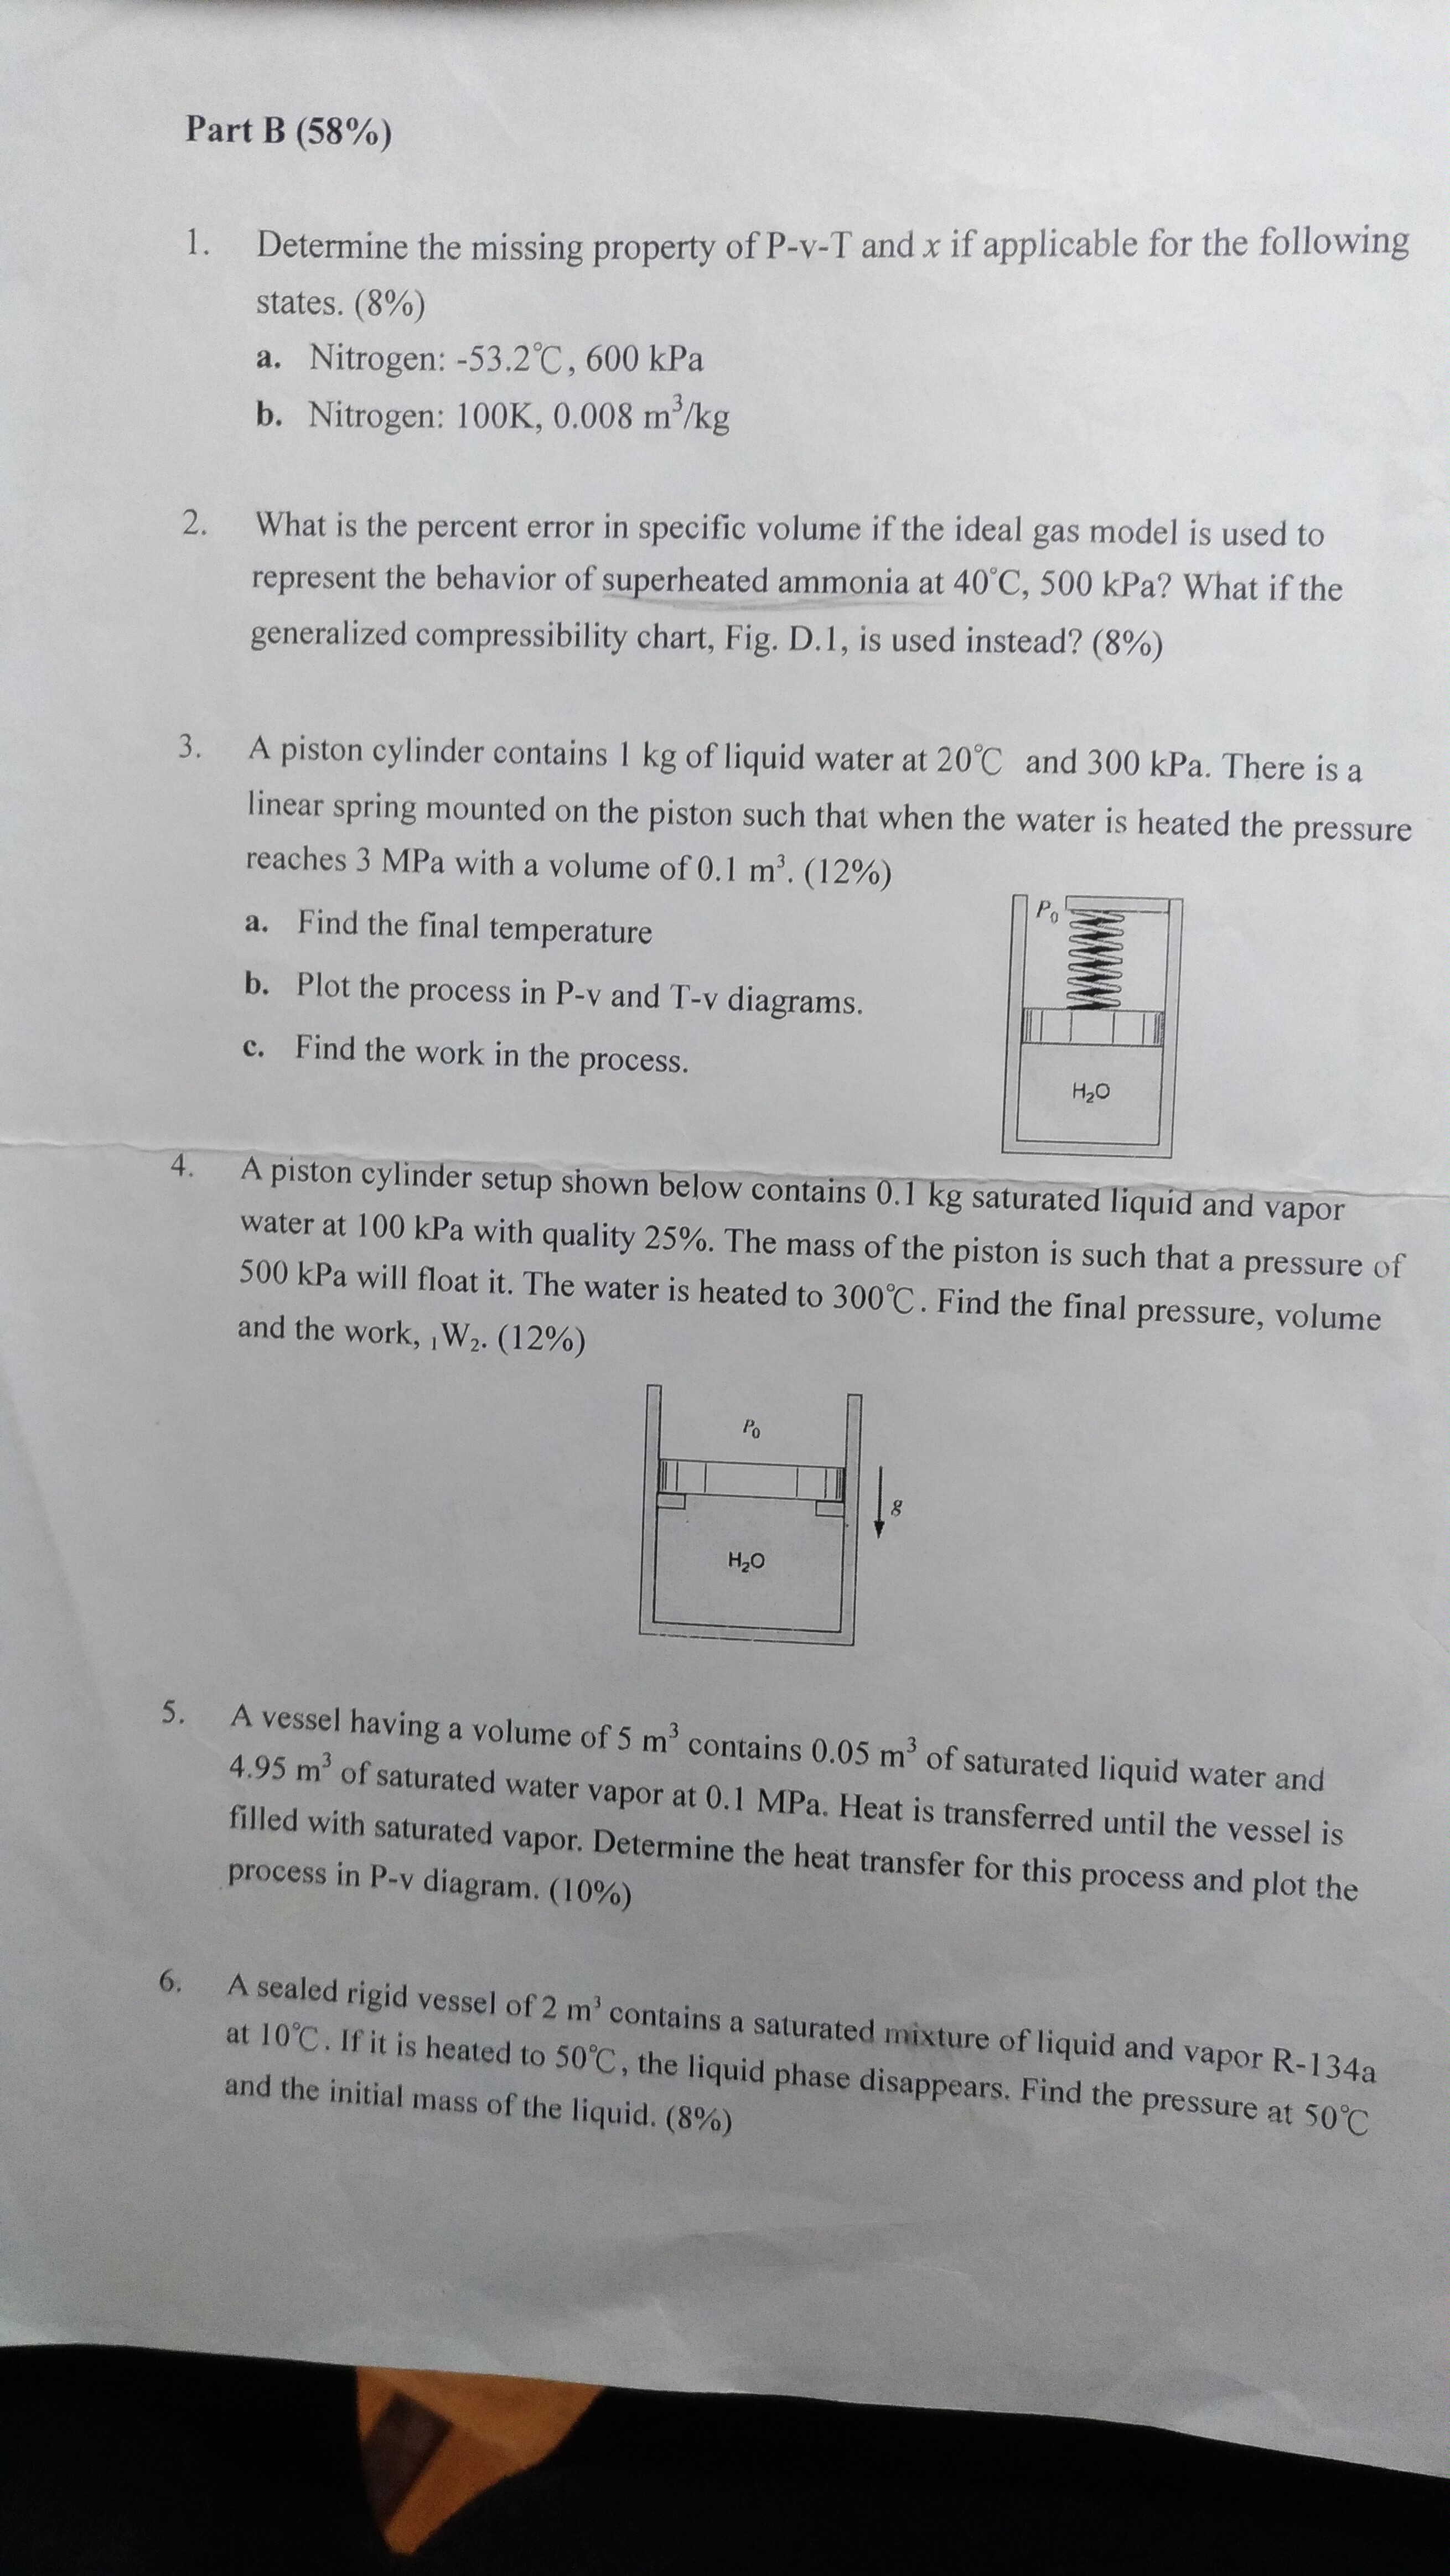 Part B (58%)
1. Determine the missing property of P-v-T and x if applicable for the following
states. (8%)
a. Nitrogen: -53.2℃, 600 kPa
b. Nitrogen: 100K, 0.008 m³/kg
2. What is the percent error in specific volume if the ideal gas model is used to
represent the behavior of superheated ammonia at 40°C, 500 kPa? What if the
generalized compressibility chart, Fig. D.1, is used instead? (8%)
3. A piston cylinder contains 1 kg of liquid water at 20℃ and 300 kPa. There is a
linear spring mounted on the piston such that when the water is heated the pressure
reaches 3 MPa with a volume of 0.1 m³. (12%)
a. Find the final temperature
b. Plot the process in P-v and T-v diagrams.
c. Find the work in the process.
P₀
H₂O
4. A piston cylinder setup shown below contains 0.1 kg saturated liquid and vapor
water at 100 kPa with quality 25%. The mass of the piston is such that a pressure of
500 kPa will float it. The water is heated to 300℃. Find the final pressure, volume
and the work, ₁W₂. (12%)
P₀
g
H₂O
5. A vessel having a volume of 5 m³ contains 0.05 m³ of saturated liquid water and
4.95 m³ of saturated water vapor at 0.1 MPa. Heat is transferred until the vessel is
filled with saturated vapor. Determine the heat transfer for this process and plot the
process in P-v diagram. (10%)
6. A sealed rigid vessel of 2 m³ contains a saturated mixture of liquid and vapor R-134a
at 10℃. If it is heated to 50℃, the liquid phase disappears. Find the pressure at 50℃
and the initial mass of the liquid. (8%)